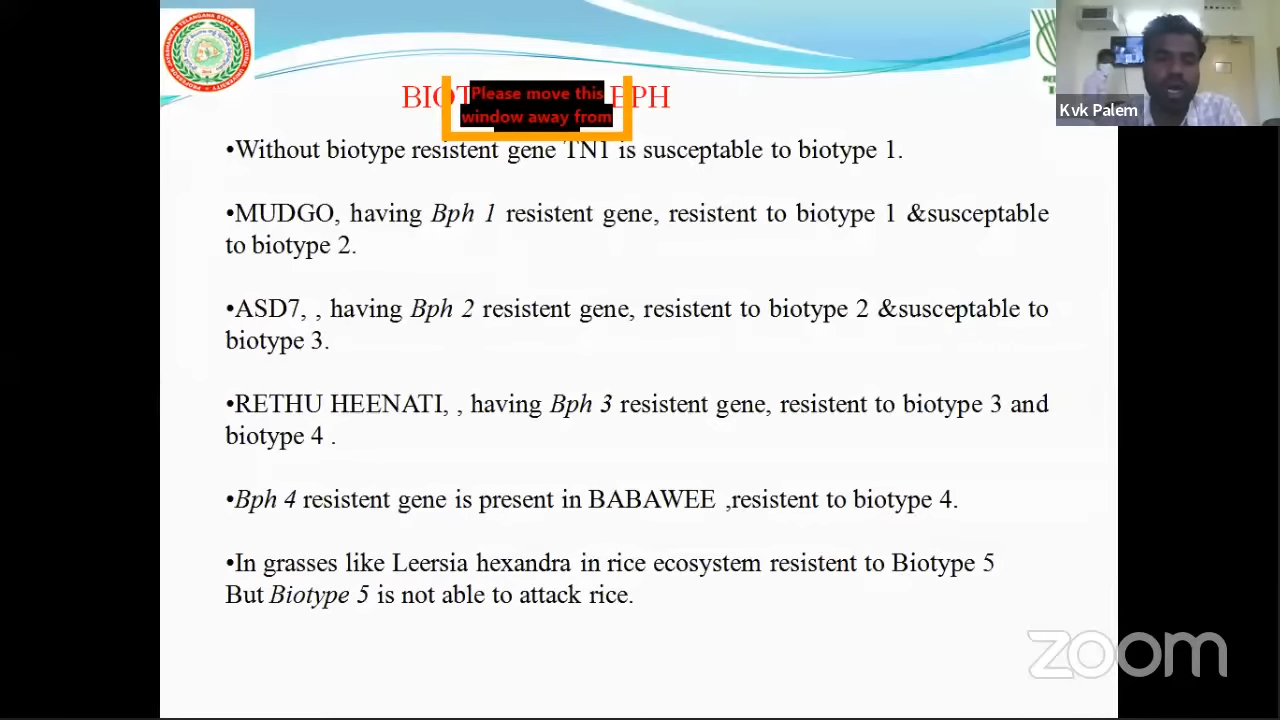 Kvk Palem
BIOT BPH
Please move this
window away from
•Without biotype resistent gene TN1 is susceptable to biotype 1.
•MUDGO, having Bph 1 resistent gene, resistent to biotype 1 &susceptable
to biotype 2.
•ASD7, , having Bph 2 resistent gene, resistent to biotype 2 &susceptable to
biotype 3.
•RETHU HEENATI, , having Bph 3 resistent gene, resistent to biotype 3 and
biotype 4 .
•Bph 4 resistent gene is present in BABAWEE ,resistent to biotype 4.
•In grasses like Leersia hexandra in rice ecosystem resistent to Biotype 5
But Biotype 5 is not able to attack rice.
zoom